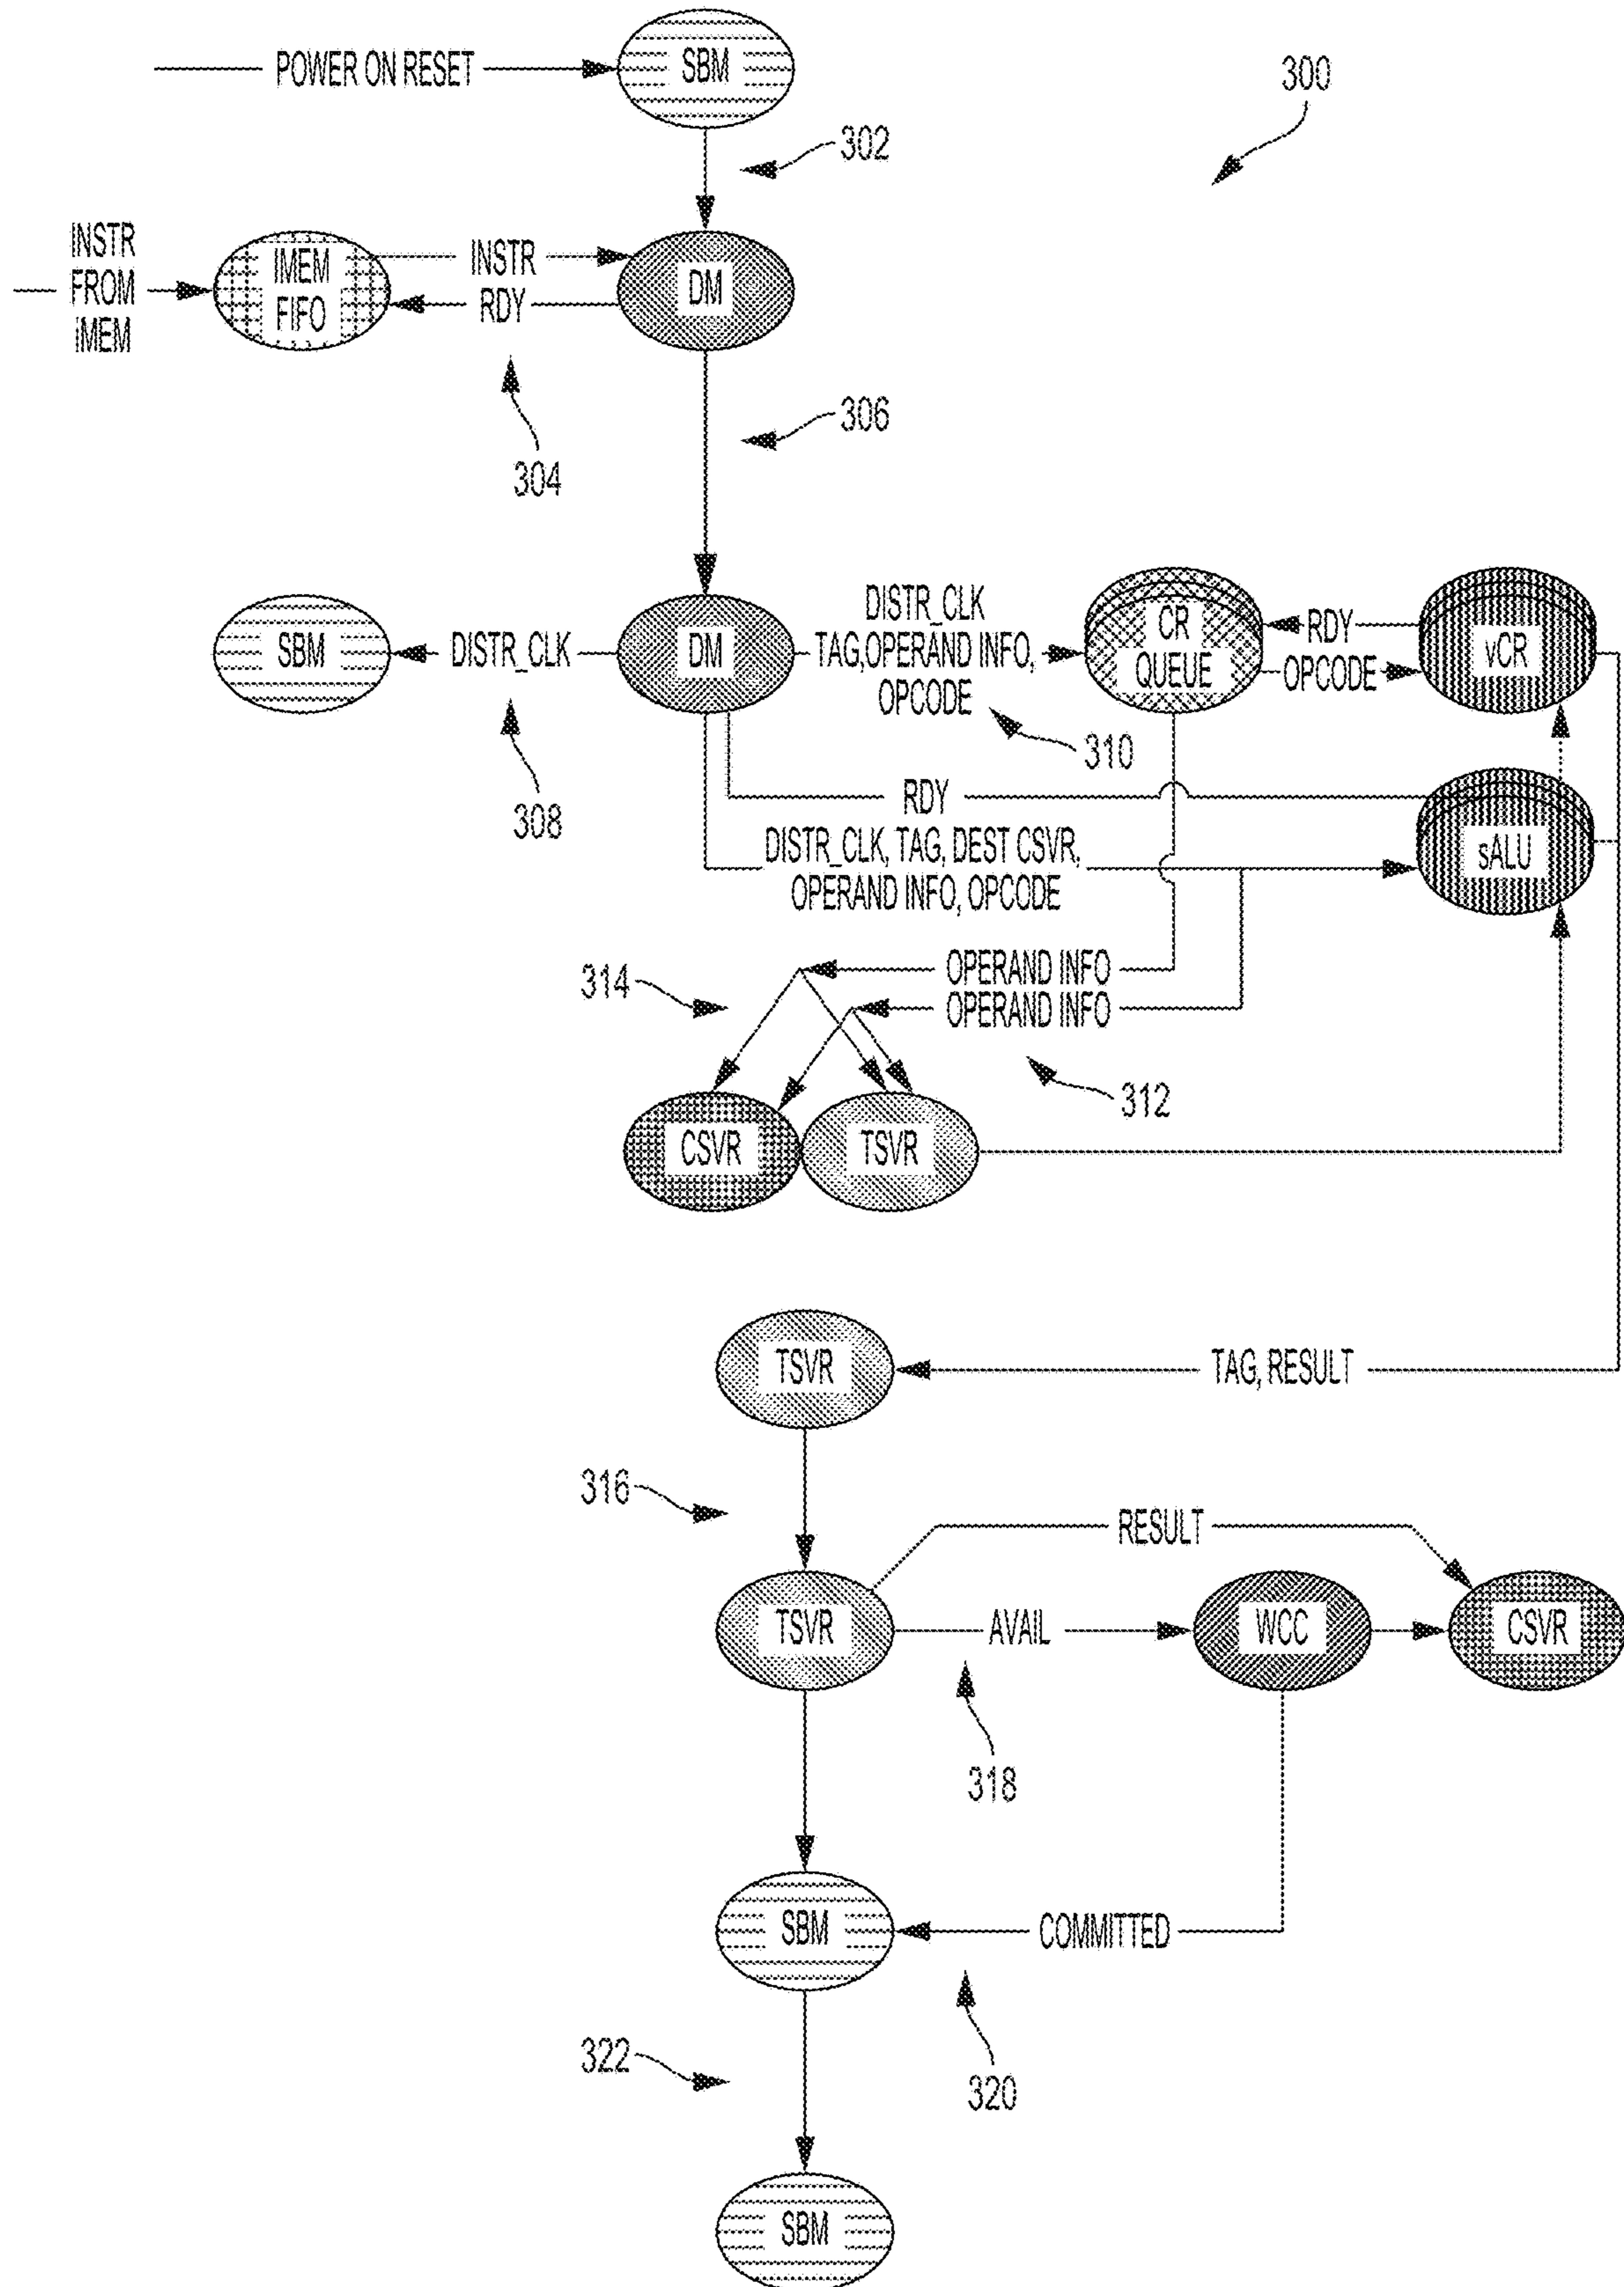 POWER ON RESET
SBM
300
302
INSTR
FROM
iMEM
IMEM
FIFO
INSTR
RDY
DM
304
306
SBM
DISTR_CLK
DM
DISTR_CLK
TAG,OPERAND INFO,
OPCODE
CR
QUEUE
RDY
OPCODE
vCR
308
310
RDY
DISTR_CLK, TAG, DEST CSVR,
OPERAND INFO, OPCODE
sALU
OPERAND INFO
OPERAND INFO
314
312
CSVR
TSVR
TSVR
TAG, RESULT
316
RESULT
TSVR
AVAIL
WCC
CSVR
318
SBM
COMMITTED
322
320
SBM